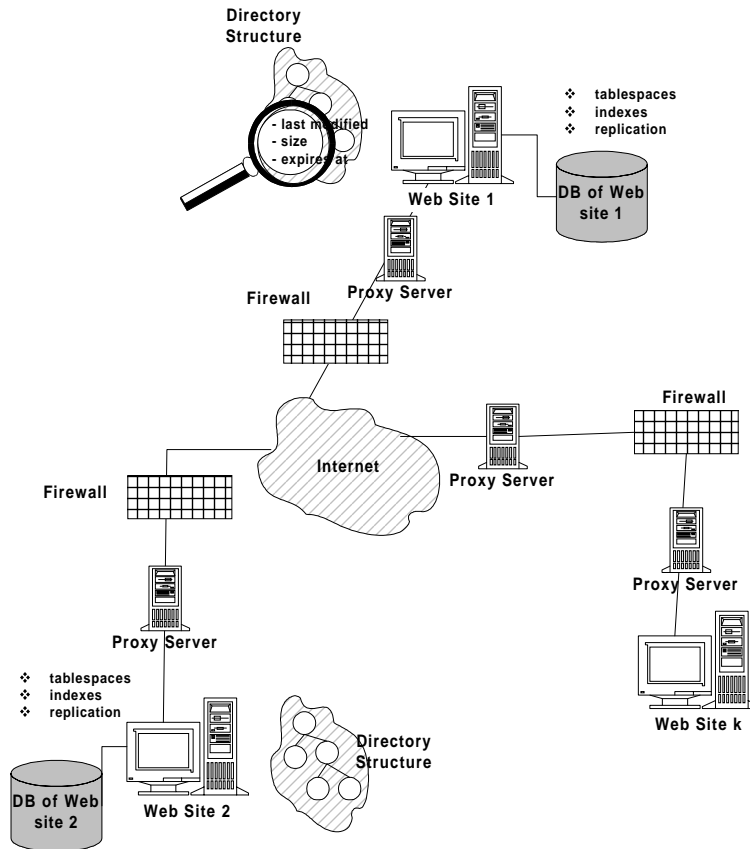 Directory
Structure
- last modified
- size
- expires at
❖ tablespaces
❖ indexes
❖ replication
Web Site 1
DB of Web
site 1
Proxy Server
Firewall
Firewall
Internet
Proxy Server
Firewall
Proxy Server
Proxy Server
❖ tablespaces
❖ indexes
❖ replication
Web Site k
Directory
Structure
DB of Web
site 2
Web Site 2